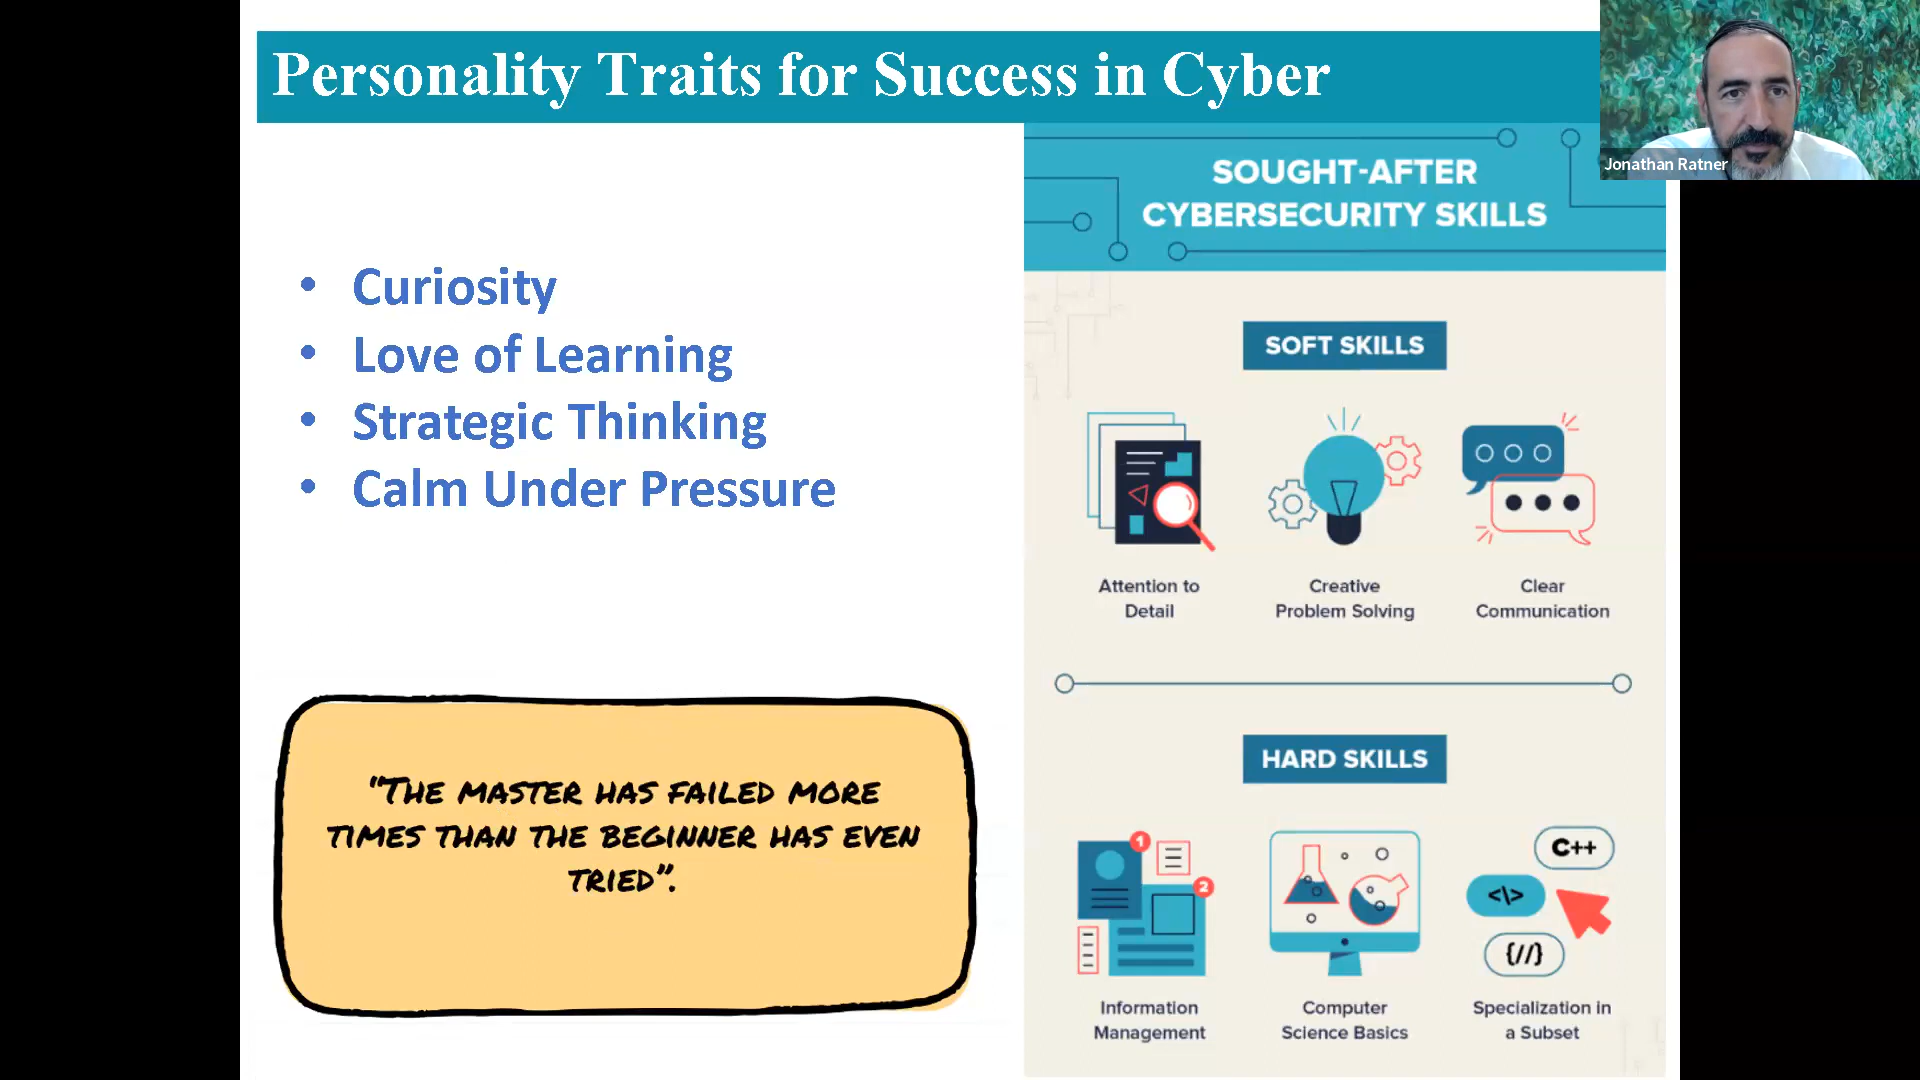 Personality Traits for Success in Cyber
Jonathan Ratner
• Curiosity
• Love of Learning
• Strategic Thinking
• Calm Under Pressure
“The master has failed more
times than the beginner has even
tried”.
SOUGHT-AFTER
CYBERSECURITY SKILLS
SOFT SKILLS
Attention to
Detail
Creative
Problem Solving
Clear
Communication
HARD SKILLS
1
2
Information
Management
Computer
Science Basics
C++
<\>
{//}
Specialization in
a Subset